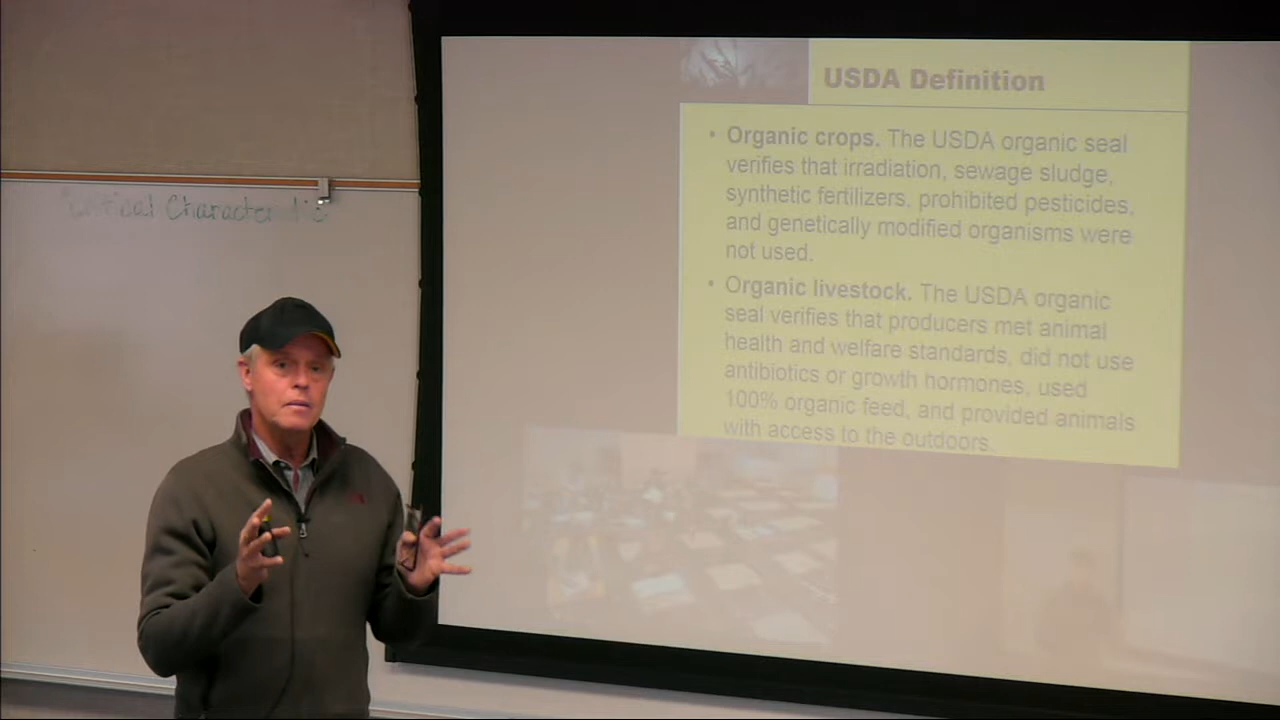 "Critical Characteristic
USDA Definition
• Organic crops. The USDA organic seal
verifies that irradiation, sewage sludge,
synthetic fertilizers, prohibited pesticides,
and genetically modified organisms were
not used.
• Organic livestock. The USDA organic
seal verifies that producers met animal
health and welfare standards, did not use
antibiotics or growth hormones, used
100% organic feed, and provided animals
with access to the outdoors.